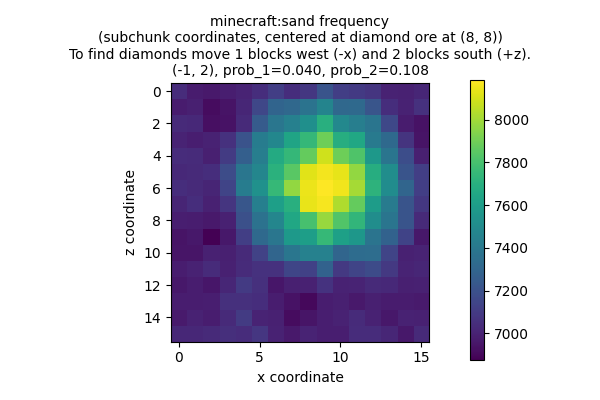 minecraft:sand frequency
(subchunk coordinates, centered at diamond ore at (8, 8))
To find diamonds move 1 blocks west (-x) and 2 blocks south (+z).
(-1, 2), prob_1=0.040, prob_2=0.108
0
2
4
6
8
10
12
14
z coordinate
0 5 10 15
x coordinate
8000
7800
7600
7400
7200
7000